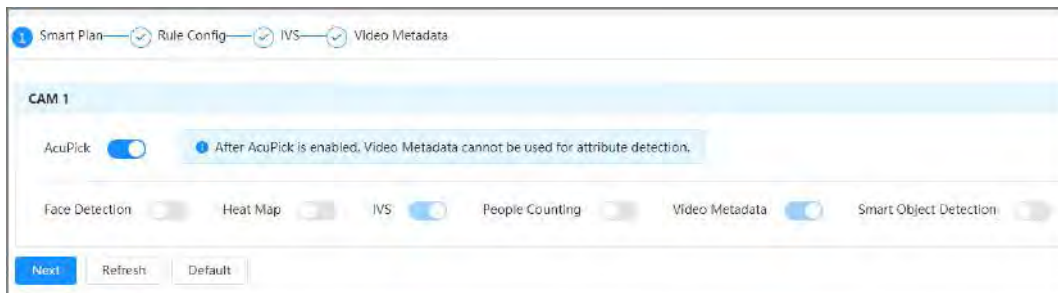 1 Smart Plan Rule Config IVS Video Metadata
CAM 1
AcuPick After AcuPick is enabled, Video Metadata cannot be used for attribute detection.
Face Detection Heat Map IVS People Counting Video Metadata Smart Object Detection
Next Refresh Default